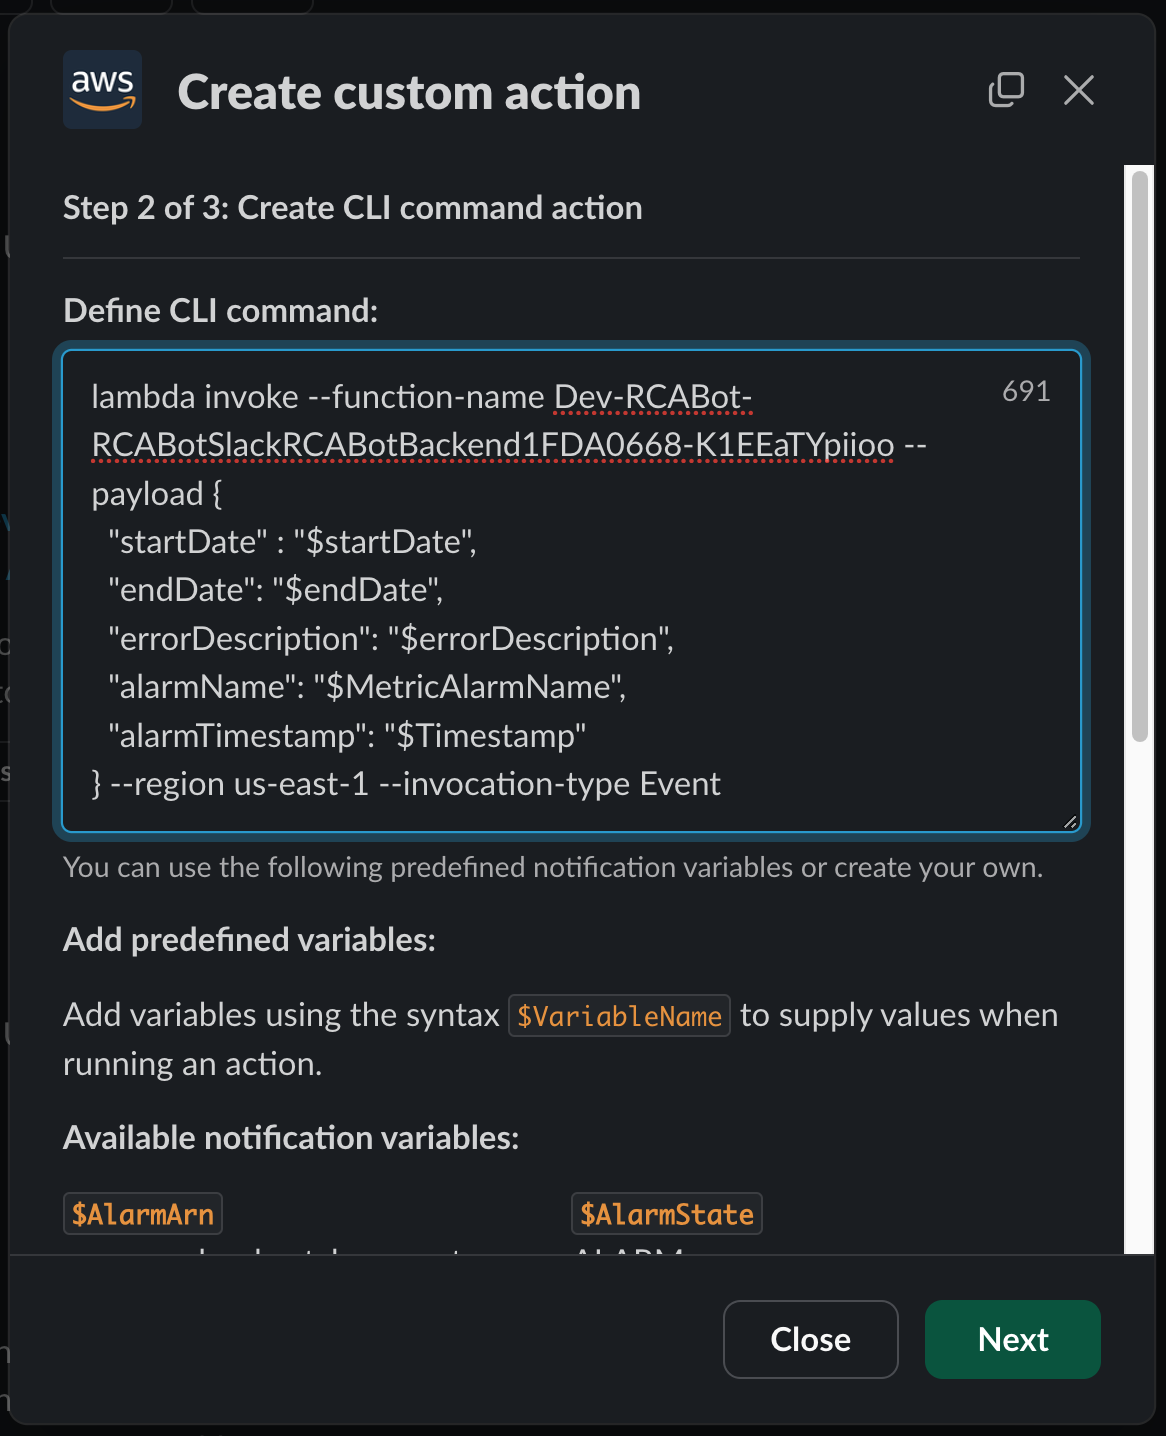 aws
Create custom action
Step 2 of 3: Create CLI command action
Define CLI command:
lambda invoke --function-name Dev-RCABot-
691
RCABotSlackRCABotBackend1FDA0668-K1EEaTYpiioo --
payload {
"startDate" : "$startDate",
"endDate": "$endDate",
"errorDescription": "$errorDescription",
"alarmName": "$MetricAlarmName",
"alarmTimestamp": "$Timestamp"
} --region us-east-1 --invocation-type Event
You can use the following predefined notification variables or create your own.
Add predefined variables:
Add variables using the syntax $VariableName to supply values when
running an action.
Available notification variables:
$AlarmArn
$AlarmState
ALARM
Close
Next